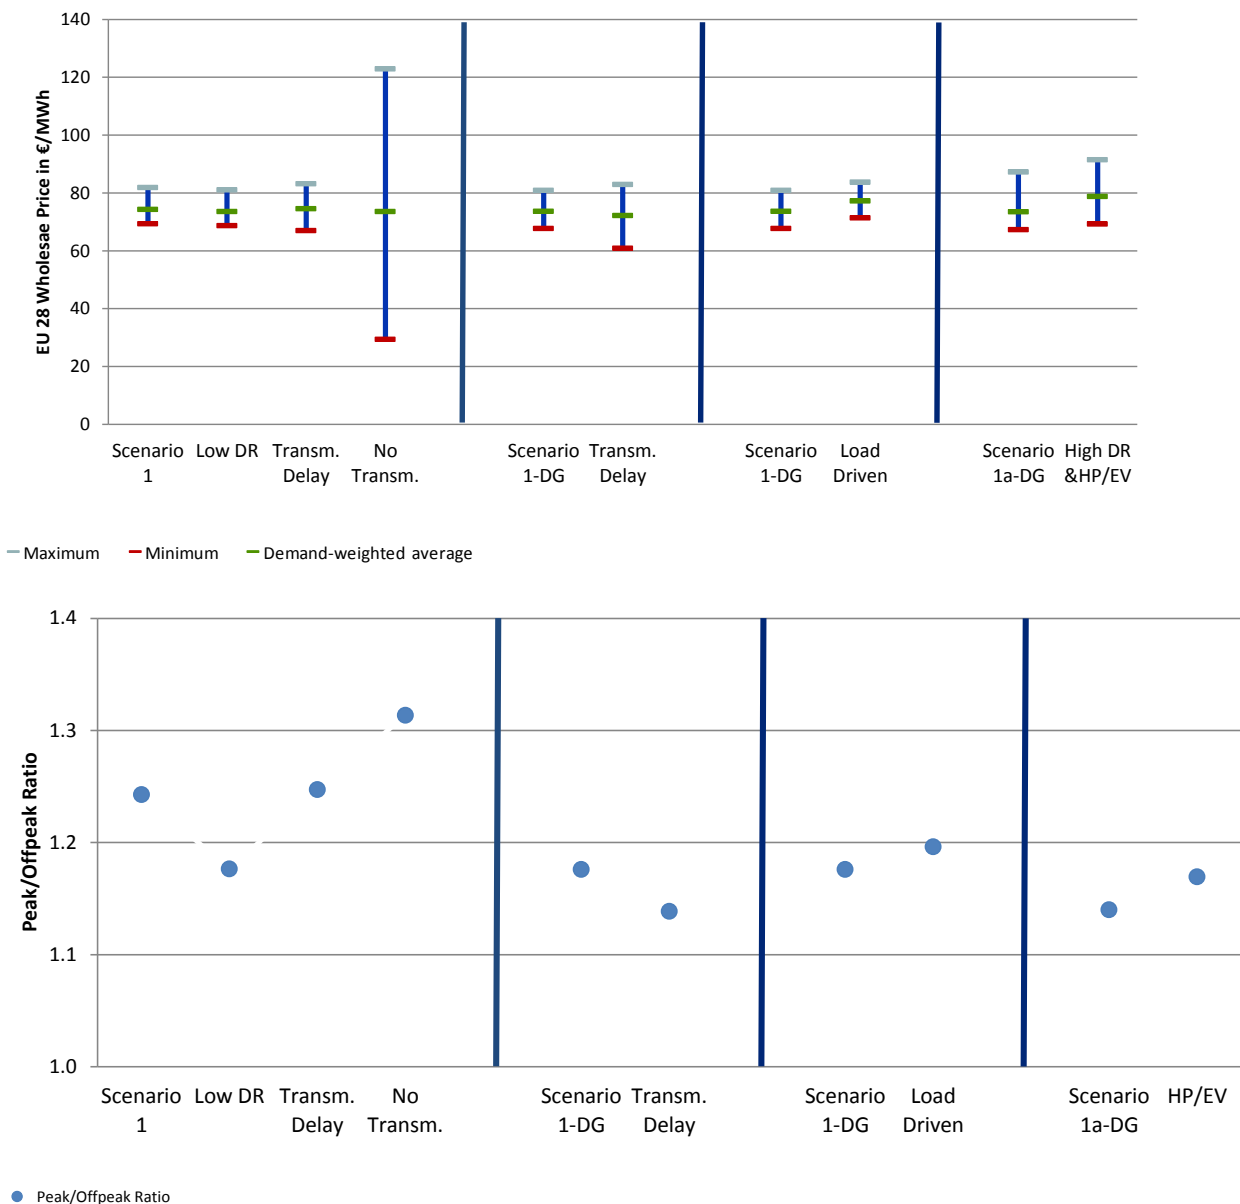 140
120
100
80
60
40
20
0
EU 28 Wholesae Price in €/MWh
Scenario 1
Low DR
Transm. Delay
No Transm.
Scenario 1-DG
Transm. Delay
Scenario 1-DG
Load Driven
Scenario 1a-DG
High DR &HP/EV
Maximum Minimum Demand-weighted average
1.4
1.3
1.2
1.1
1.0
Peak/Offpeak Ratio
Scenario 1
Low DR
Transm. Delay
No Transm.
Scenario 1-DG
Transm. Delay
Scenario 1-DG
Load Driven
Scenario 1a-DG
HP/EV
Peak/Offpeak Ratio